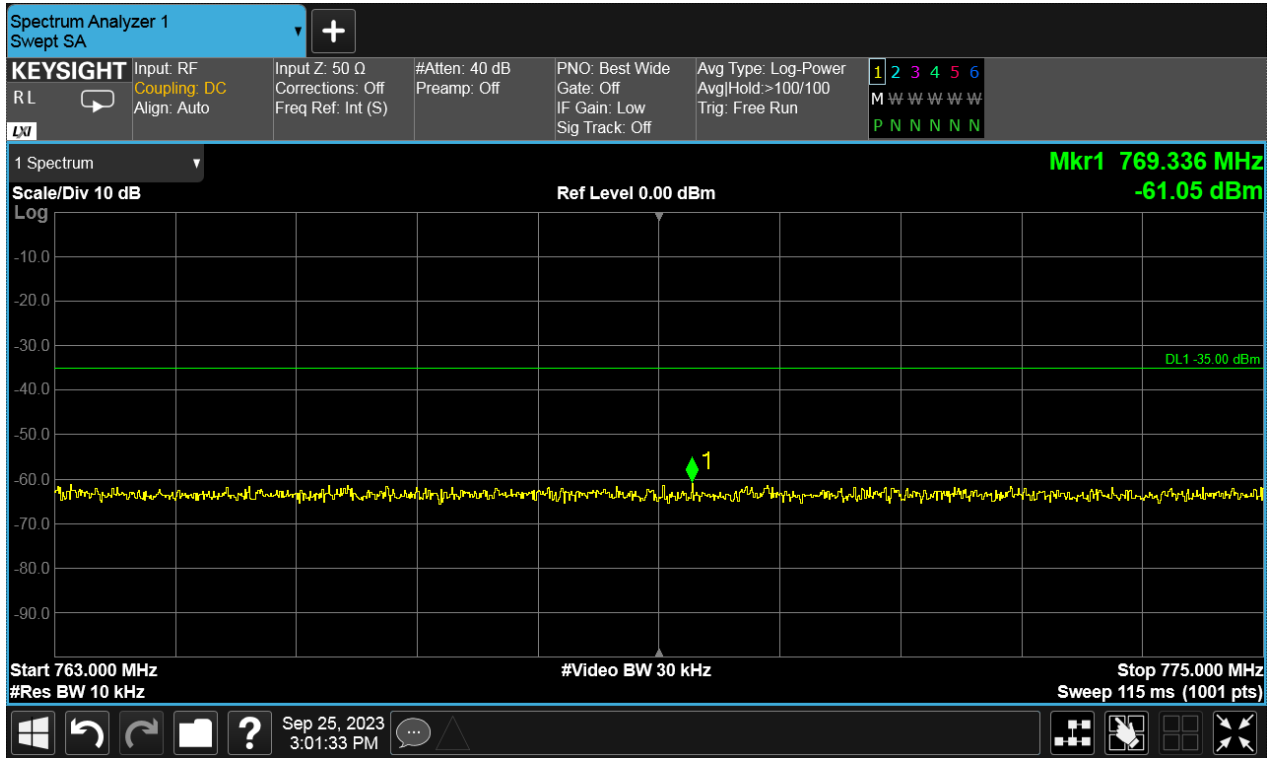 Spectrum Analyzer 1
Swept SA
▼
+
KEYSIGHT
R L
LXI
Input: RF
Coupling: DC
Align: Auto
Input Z: 50 Ω
Corrections: Off
Freq Ref: Int (S)
#Atten: 40 dB
Preamp: Off
PNO: Best Wide
Gate: Off
IF Gain: Low
Sig Track: Off
Avg Type: Log-Power
Avg|Hold:>100/100
Trig: Free Run
1 2 3 4 5 6
M W W W W W
P N N N N N
1 Spectrum ▼
Mkr1 769.336 MHz
-61.05 dBm
Scale/Div 10 dB
Ref Level 0.00 dBm
Log
-10.0
-20.0
-30.0
DL1 -35.00 dBm
-40.0
-50.0
1
-60.0
-70.0
-80.0
-90.0
Start 763.000 MHz
#Video BW 30 kHz
Stop 775.000 MHz
#Res BW 10 kHz
Sweep 115 ms (1001 pts)
?
Sep 25, 2023
3:01:33 PM